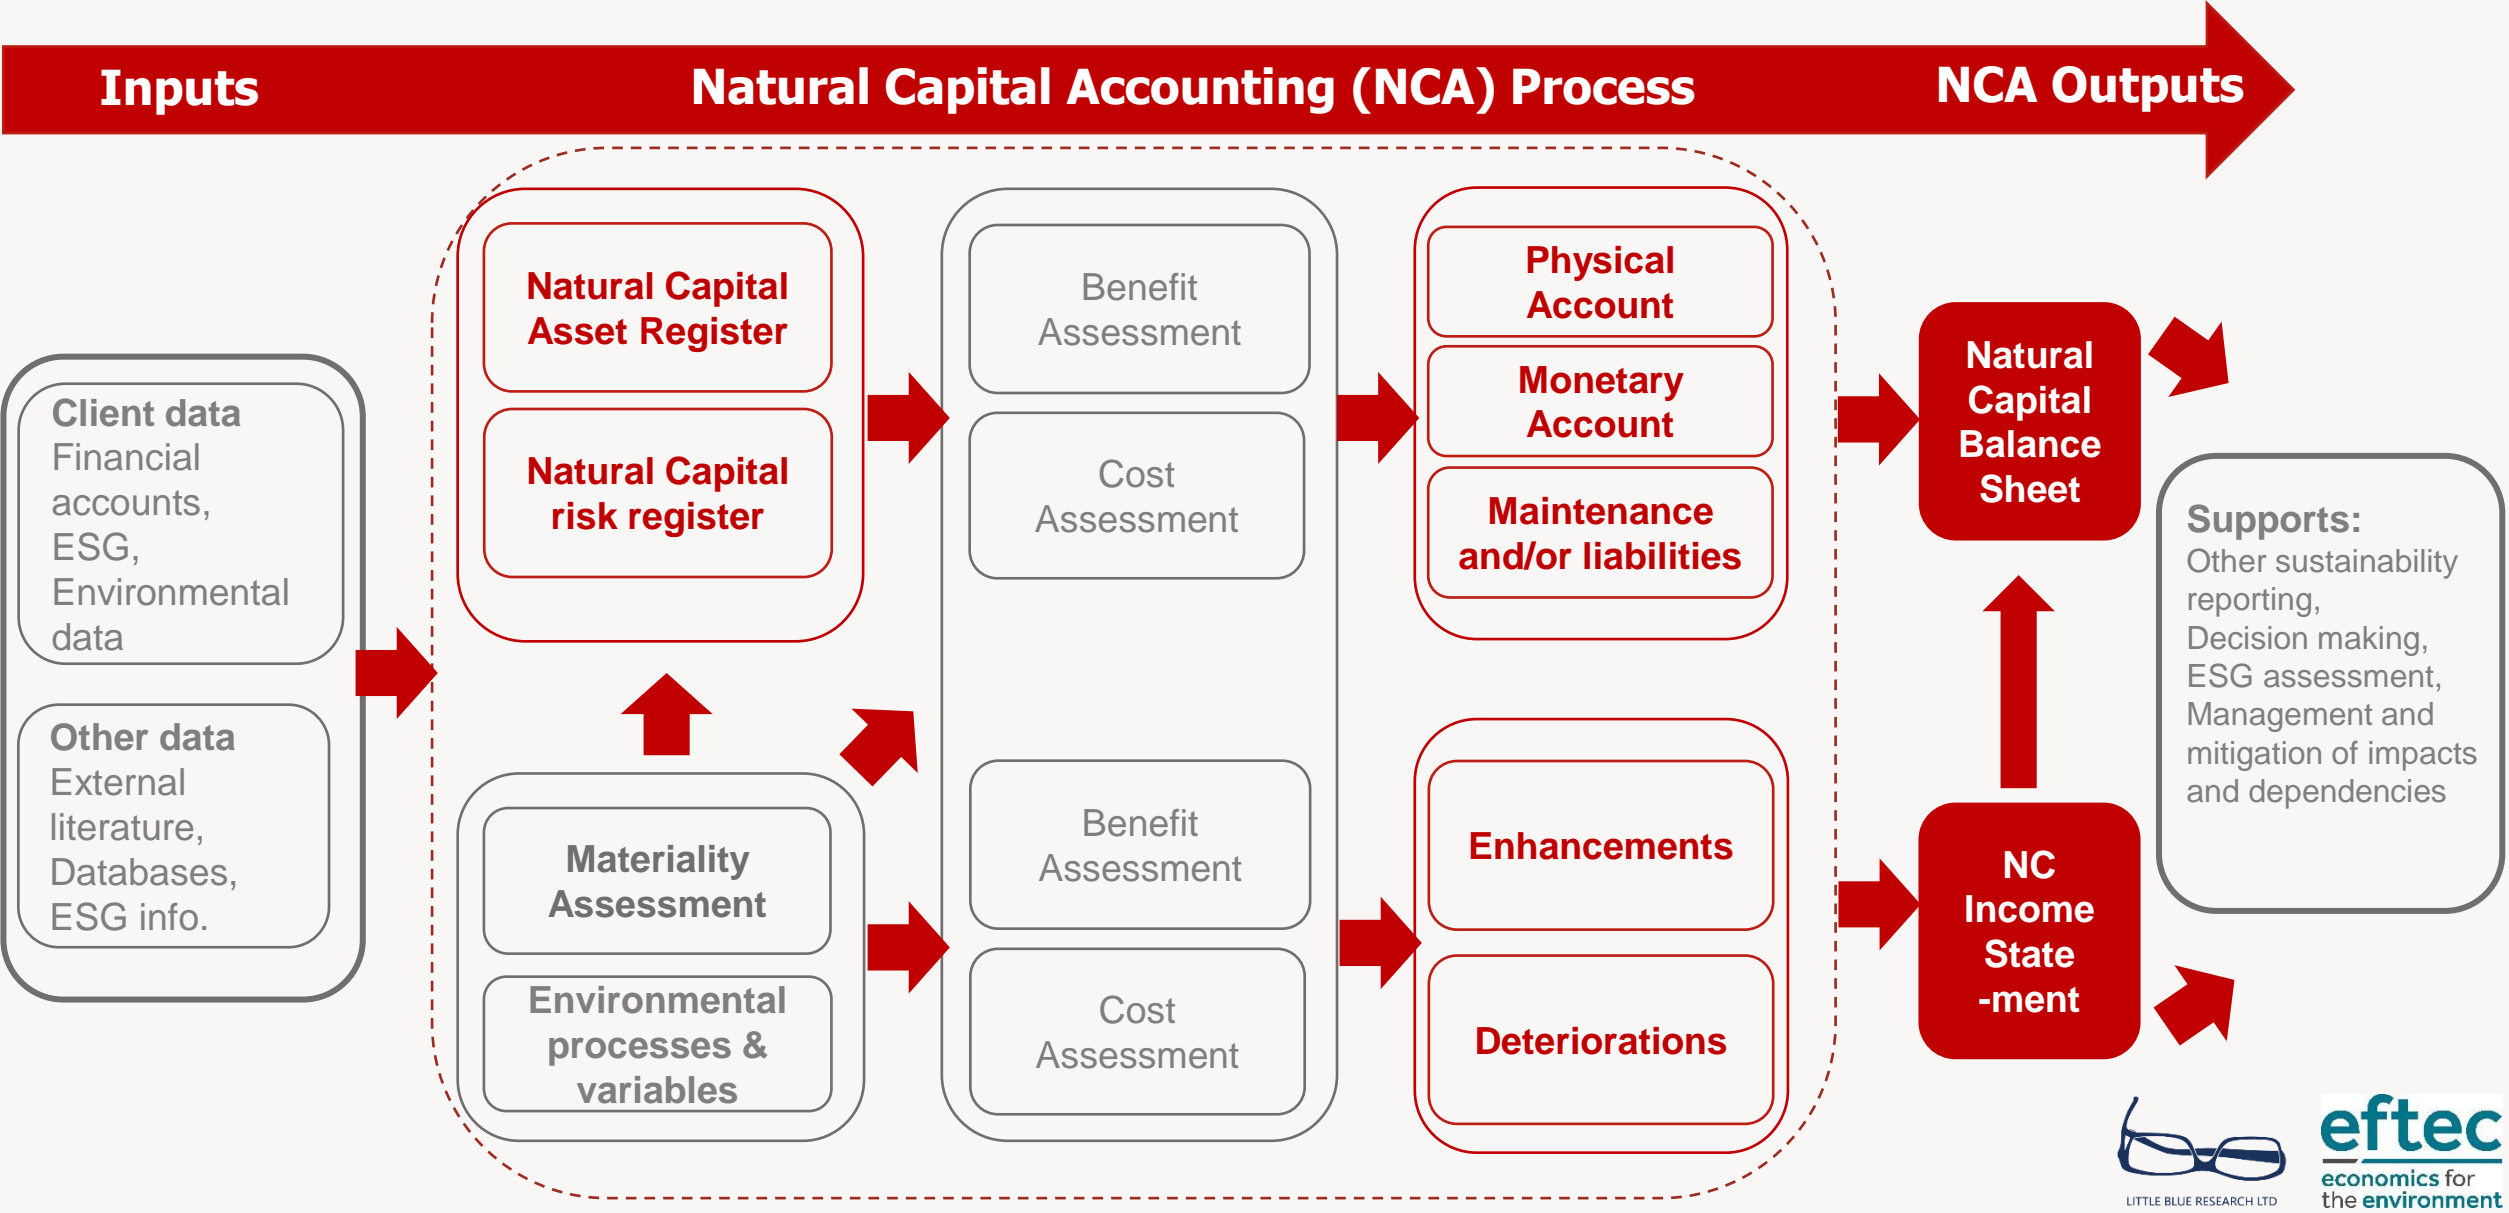 Inputs
Natural Capital Accounting (NCA) Process
NCA Outputs
Client data
Financial
accounts,
ESG,
Environmental
data
Other data
External
literature,
Databases,
ESG info.
Natural Capital
Asset Register
Natural Capital
risk register
Materiality
Assessment
Environmental
processes &
variables
Benefit
Assessment
Cost
Assessment
Benefit
Assessment
Cost
Assessment
Physical
Account
Monetary
Account
Maintenance
and/or liabilities
Enhancements
Deteriorations
Natural
Capital
Balance
Sheet
NC
Income
State
-ment
Supports:
Other sustainability
reporting,
Decision making,
ESG assessment,
Management and
mitigation of impacts
and dependencies
LITTLE BLUE RESEARCH LTD
eftec
economics for
the environment